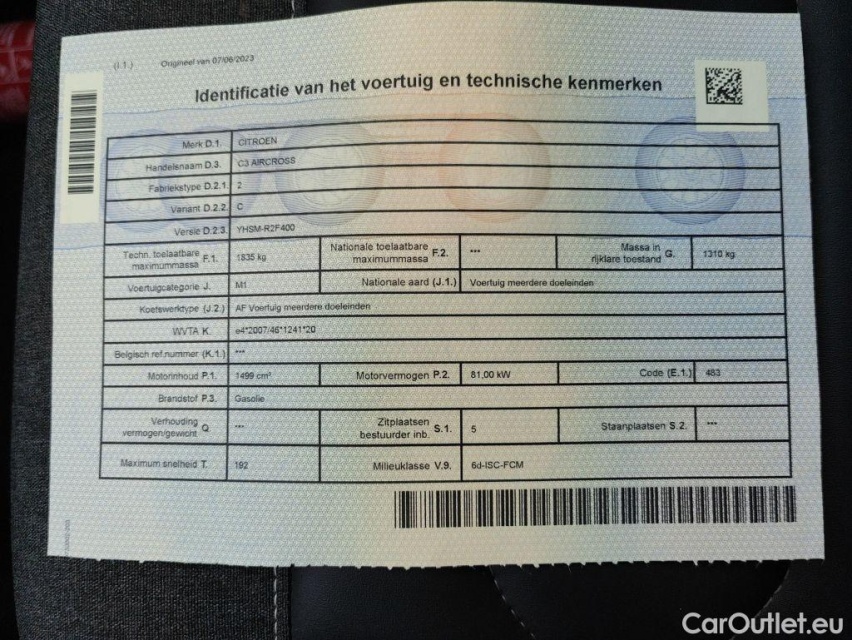 (I.1.) Origineel van 07/06/2023
Identificatie van het voertuig en technische kenmerken
Merk D.1. CITROEN
Handelsnaam D.3. C3 AIRCROSS
Fabriekstype D.2.1. 2
Variant D.2.2. C
Versie D.2.3. YHSM-R2F400
Techn. toelaatbare maximummassa F.1. 1835 kg Nationale toelaatbare maximummassa F.2. *** Massa in rijklare toestand G. 1310 kg
Voertuigcategorie J. M1 Nationale aard (J.1.) Voertuig meerdere doeleinden
Koetswerktype (J.2.) AF Voertuig meerdere doeleinden
WVTA K. e4*2007/46*1241*20
Belgisch ref.nummer (K.1.) ***
Motorinhoud P.1. 1499 cm³ Motorvermogen P.2. 81,00 kW Code (E.1.) 483
Brandstof P.3. Gasolie
Verhouding vermogen/gewicht Q *** Zitplaatsen bestuurder inb. S.1. 5 Staanplaatsen S.2. ***
Maximum snelheid T. 192 Milieuklasse V.9. 6d-ISC-FCM
CarOutlet.eu